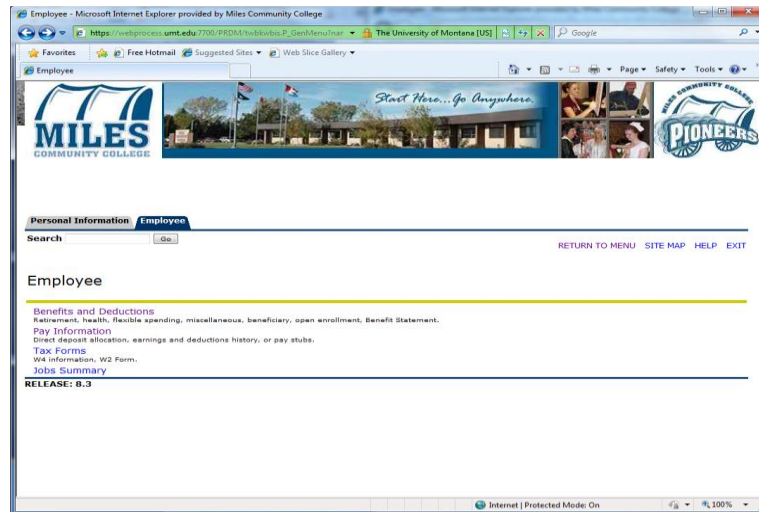 Employee - Microsoft Internet Explorer provided by Miles Community College
https://webprocess.umt.edu:7700/PRDM/twbkwbis.P_GenMenu?nar The University of Montana [US] Google
Favorites Free Hotmail Suggested Sites Web Slice Gallery
Employee Page Safety Tools
Start Here...Go Anywhere.
MILES
COMMUNITY COLLEGE
COMMUNITY COLLEGE
PIONEERS
Personal Information Employee
Search Go
RETURN TO MENU SITE MAP HELP EXIT
Employee
Benefits and Deductions
Retirement, health, flexible spending, miscellaneous, beneficiary, open enrollment, Benefit Statement.
Pay Information
Direct deposit allocation, earnings and deductions history, or pay stubs.
Tax Forms
W4 information, W2 Form.
Jobs Summary
RELEASE: 8.3
Internet | Protected Mode: On 100%